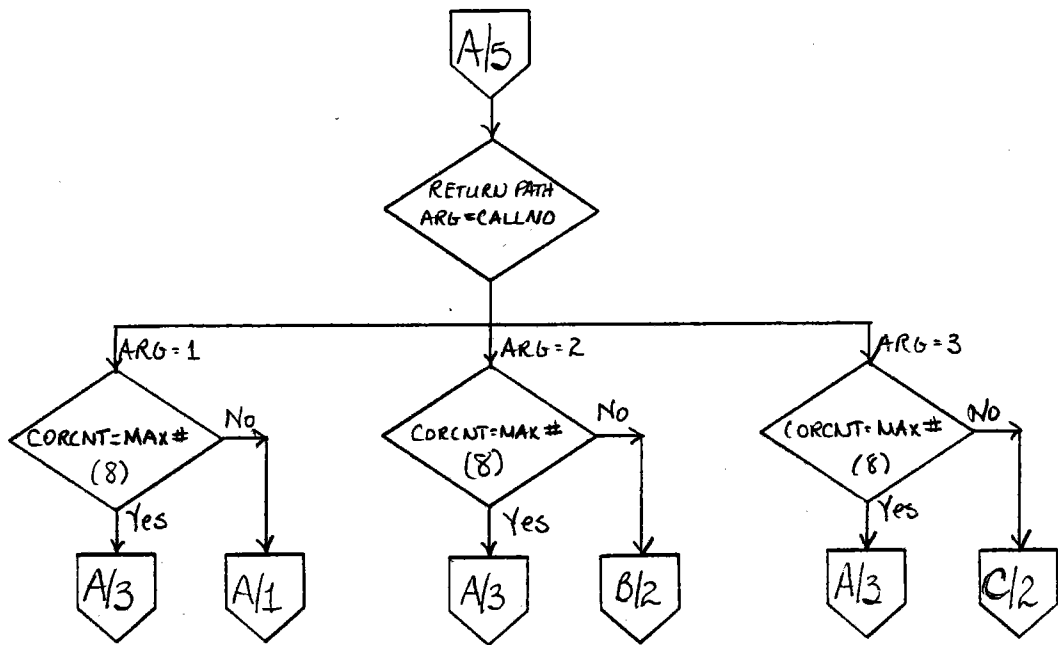 A/5
RETURN PATH
ARG=CALLNO
ARG=1
ARG=2
ARG=3
CORCNT=MAX#
(8)
No
Yes
CORCNT=MAX#
(8)
No
Yes
CORCNT=MAX#
(8)
No
Yes
A/3
A/1
A/3
B/2
A/3
C/2